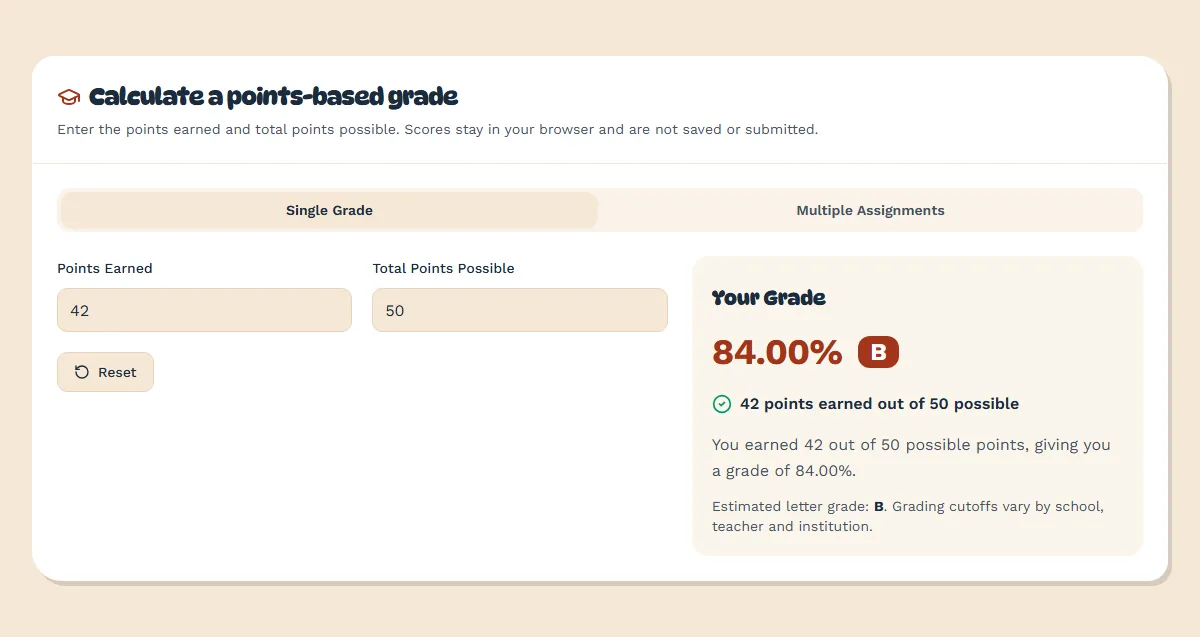 Calculate a points-based grade
Enter the points earned and total points possible. Scores stay in your browser and are not saved or submitted.
Single Grade
Multiple Assignments
Points Earned
Total Points Possible
42
50
Reset
Your Grade
84.00%
B
42 points earned out of 50 possible
You earned 42 out of 50 possible points, giving you
a grade of 84.00%.
Estimated letter grade: B. Grading cutoffs vary by school,
teacher and institution.